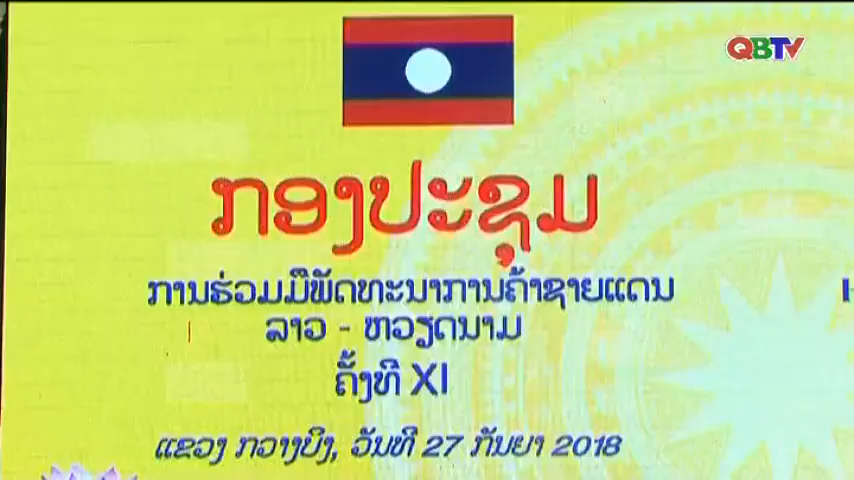 QBTV
ກອງປະຊຸມ
ການຮ່ວມມືພັດທະນາການຄ້າຊາຍແດນ
ລາວ - ຫວຽດນາມ
ຄັ້ງທີ XI
ແຂວງ ກວາງບິງ, ວັນທີ 27 ກັນຍາ 2018